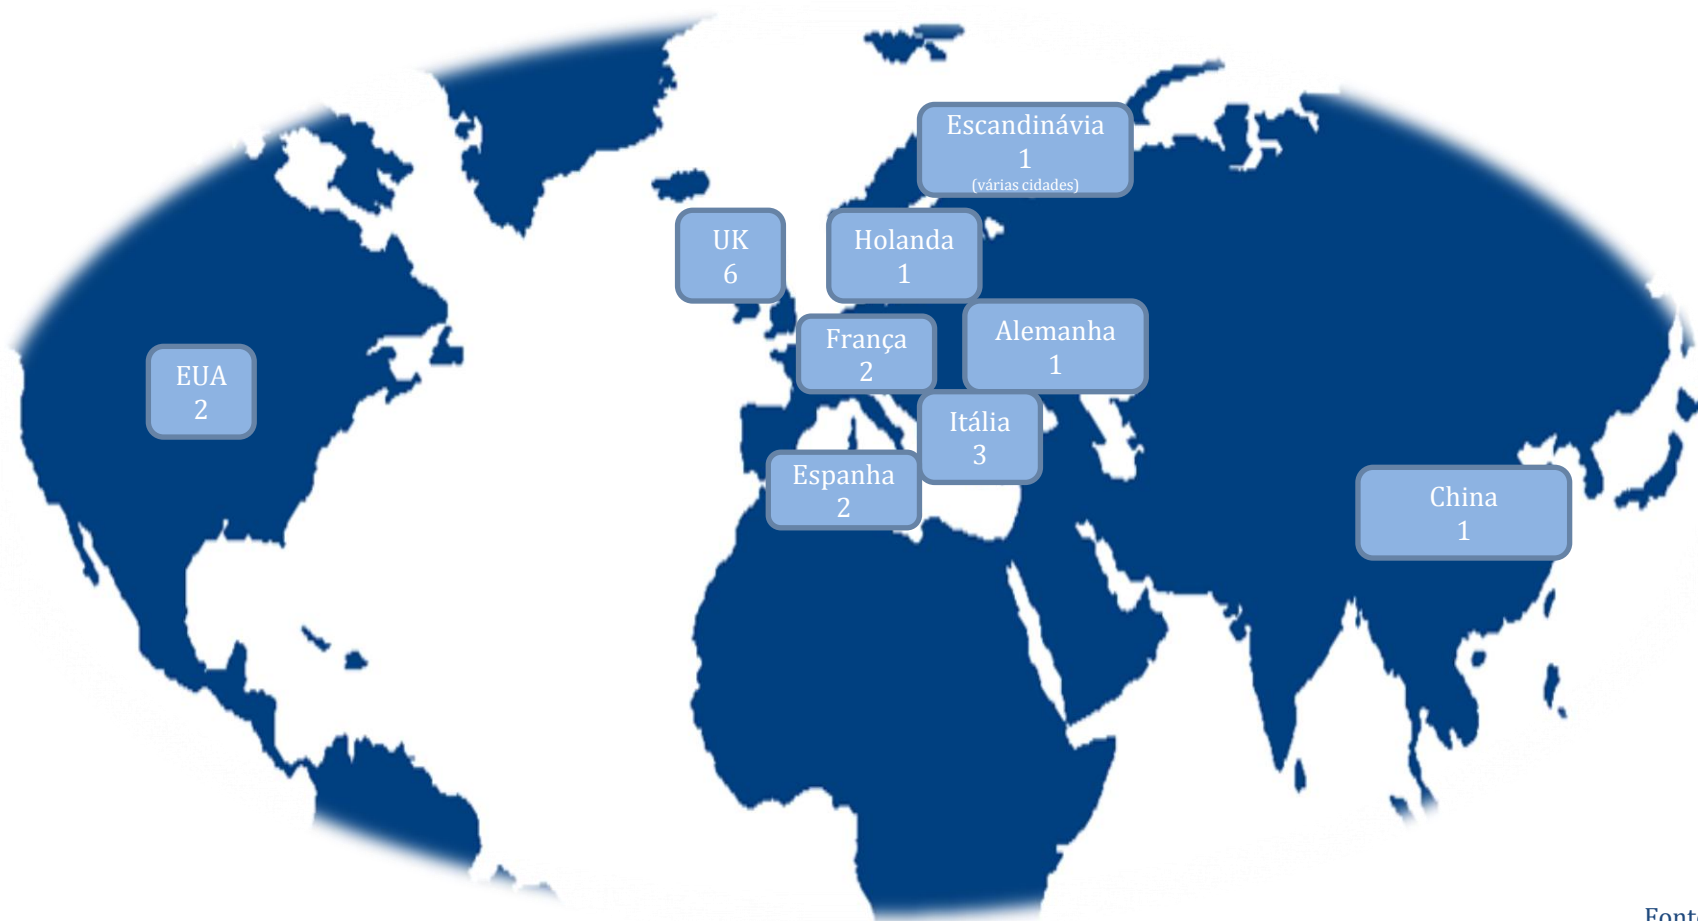 Escandinávia
1
(várias cidades)
UK
6
Holanda
1
França
2
Alemanha
1
EUA
2
Itália
3
Espanha
2
China
1